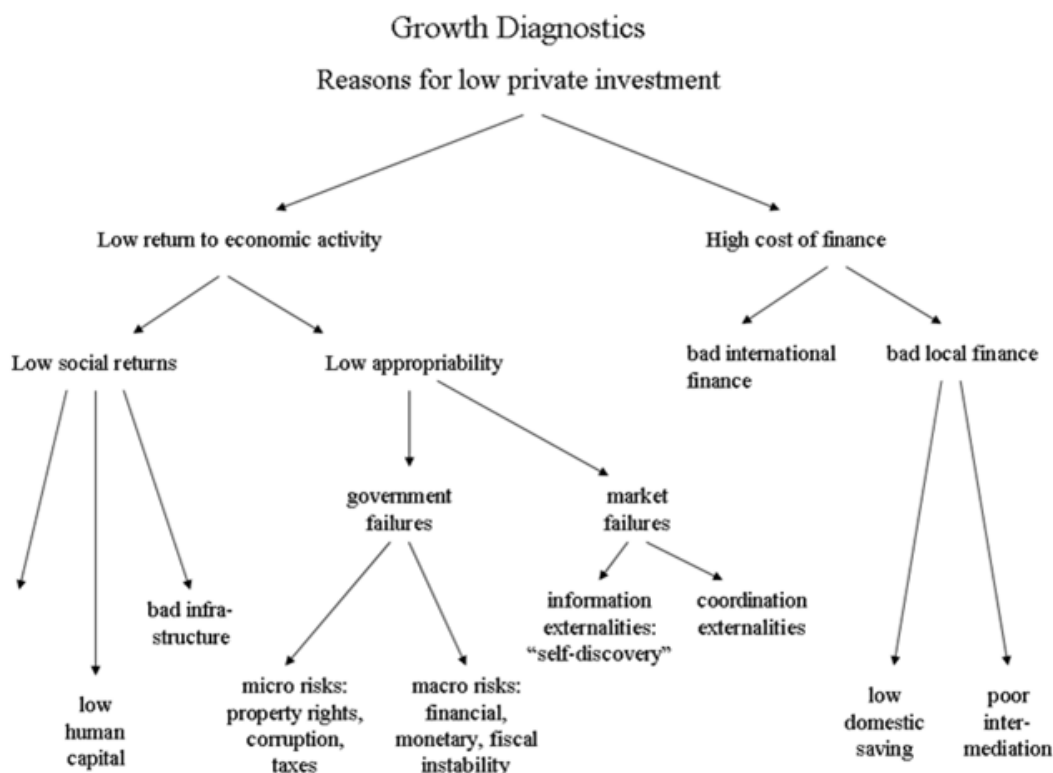 Growth Diagnostics
Reasons for low private investment
Low return to economic activity
High cost of finance
Low social returns
Low appropriability
bad international
finance
bad local finance
government
failures
market
failures
bad infra-
structure
information
externalities:
“self-discovery”
coordination
externalities
low
human
capital
micro risks:
property rights,
corruption,
taxes
macro risks:
financial,
monetary, fiscal
instability
low
domestic
saving
poor
inter-
mediation